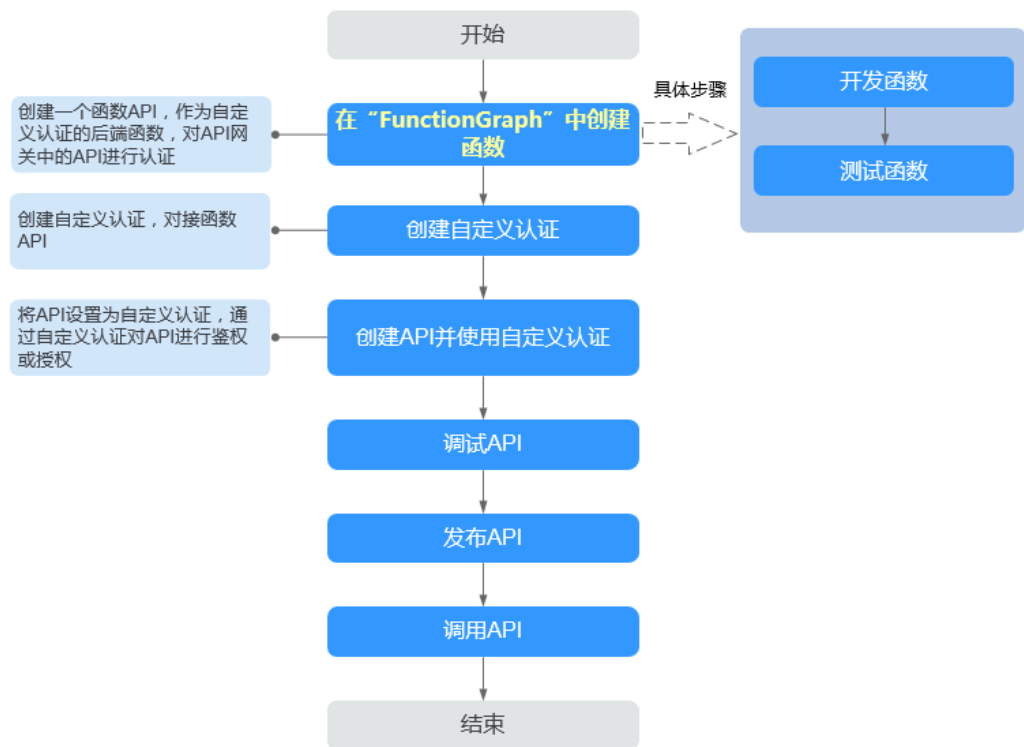 开始
创建一个函数API，作为自定
义认证的后端函数，对API网
关中的API进行认证
在“FunctionGraph”中创建
函数
具体步骤
开发函数
测试函数
创建自定义认证，对接函数
API
创建自定义认证
将API设置为自定义认证，通
过自定义认证对API进行鉴权
或授权
创建API并使用自定义认证
调试API
发布API
调用API
结束